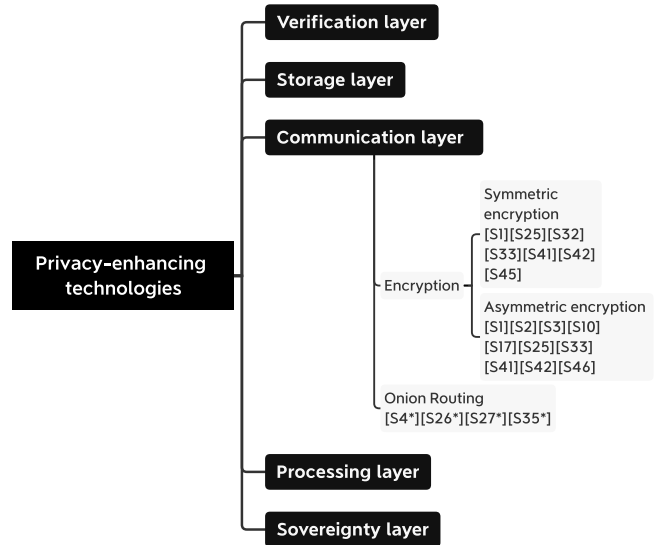 Verification layer
Storage layer
Communication layer
Symmetric
encryption
[S1][S25][S32]
[S33][S41][S42]
[S45]
Privacy-enhancing
technologies
Encryption
Asymmetric encryption
[S1][S2][S3][S10]
[S17][S25][S33]
[S41][S42][S46]
Onion Routing
[S4*][S26*][S27*][S35*]
Processing layer
Sovereignty layer